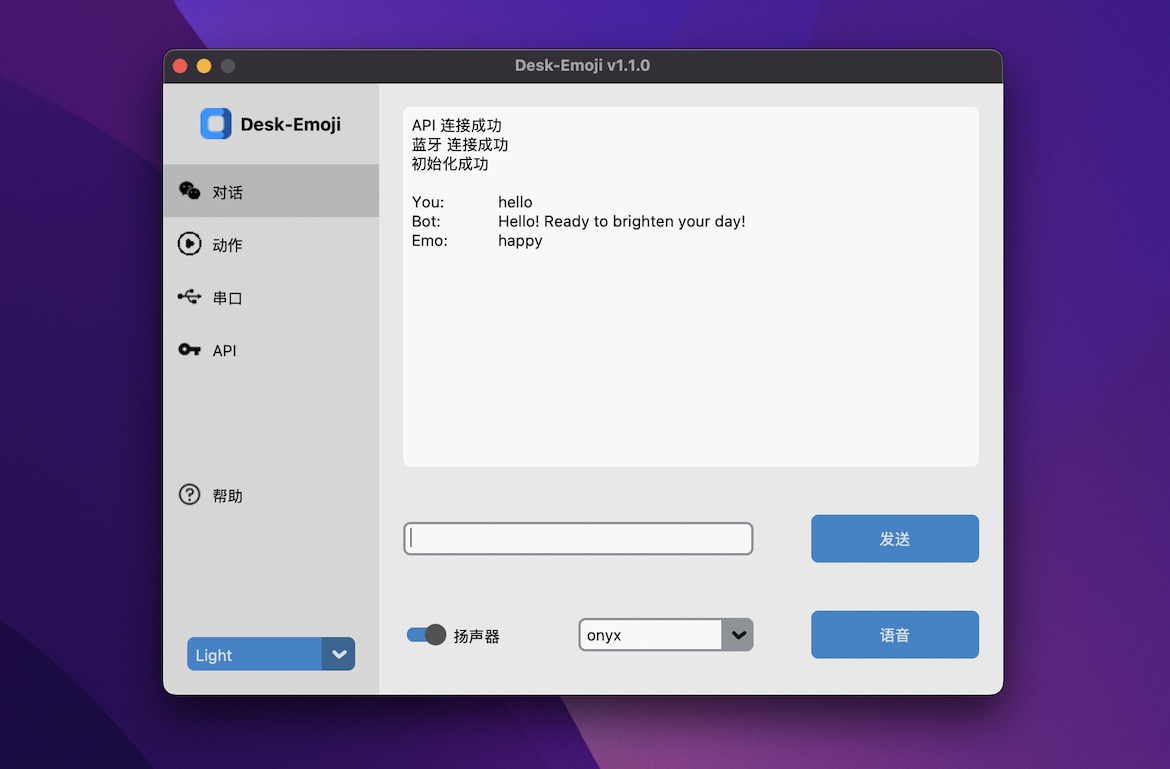 Desk-Emoji v1.1.0
Desk-Emoji
对话
动作
串口
API
帮助
Light
API 连接成功
蓝牙 连接成功
初始化成功
You: hello
Bot: Hello! Ready to brighten your day!
Emo: happy
发送
扬声器
onyx
语音